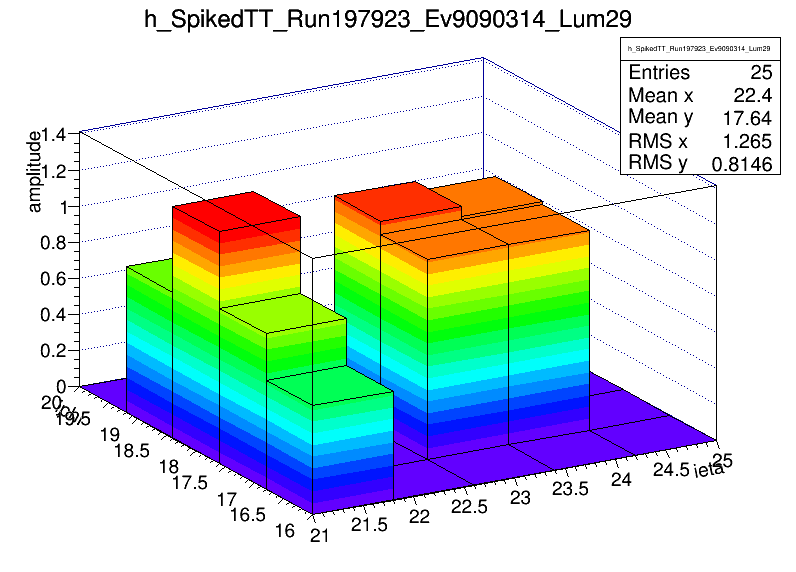 h_SpikedTT_Run197923_Ev9090314_Lum29
h_SpikedTT_Run197923_Ev9090314_Lum29
Entries 25
Mean x 22.4
Mean y 17.64
RMS x 1.265
RMS y 0.8146
amplitude
1.4
1.2
1
0.8
0.6
0.4
0.2
0
20
19.5
19
18.5
18
17.5
17
16.5
16
21
21.5
22
22.5
23
23.5
24
24.5
25
ieta